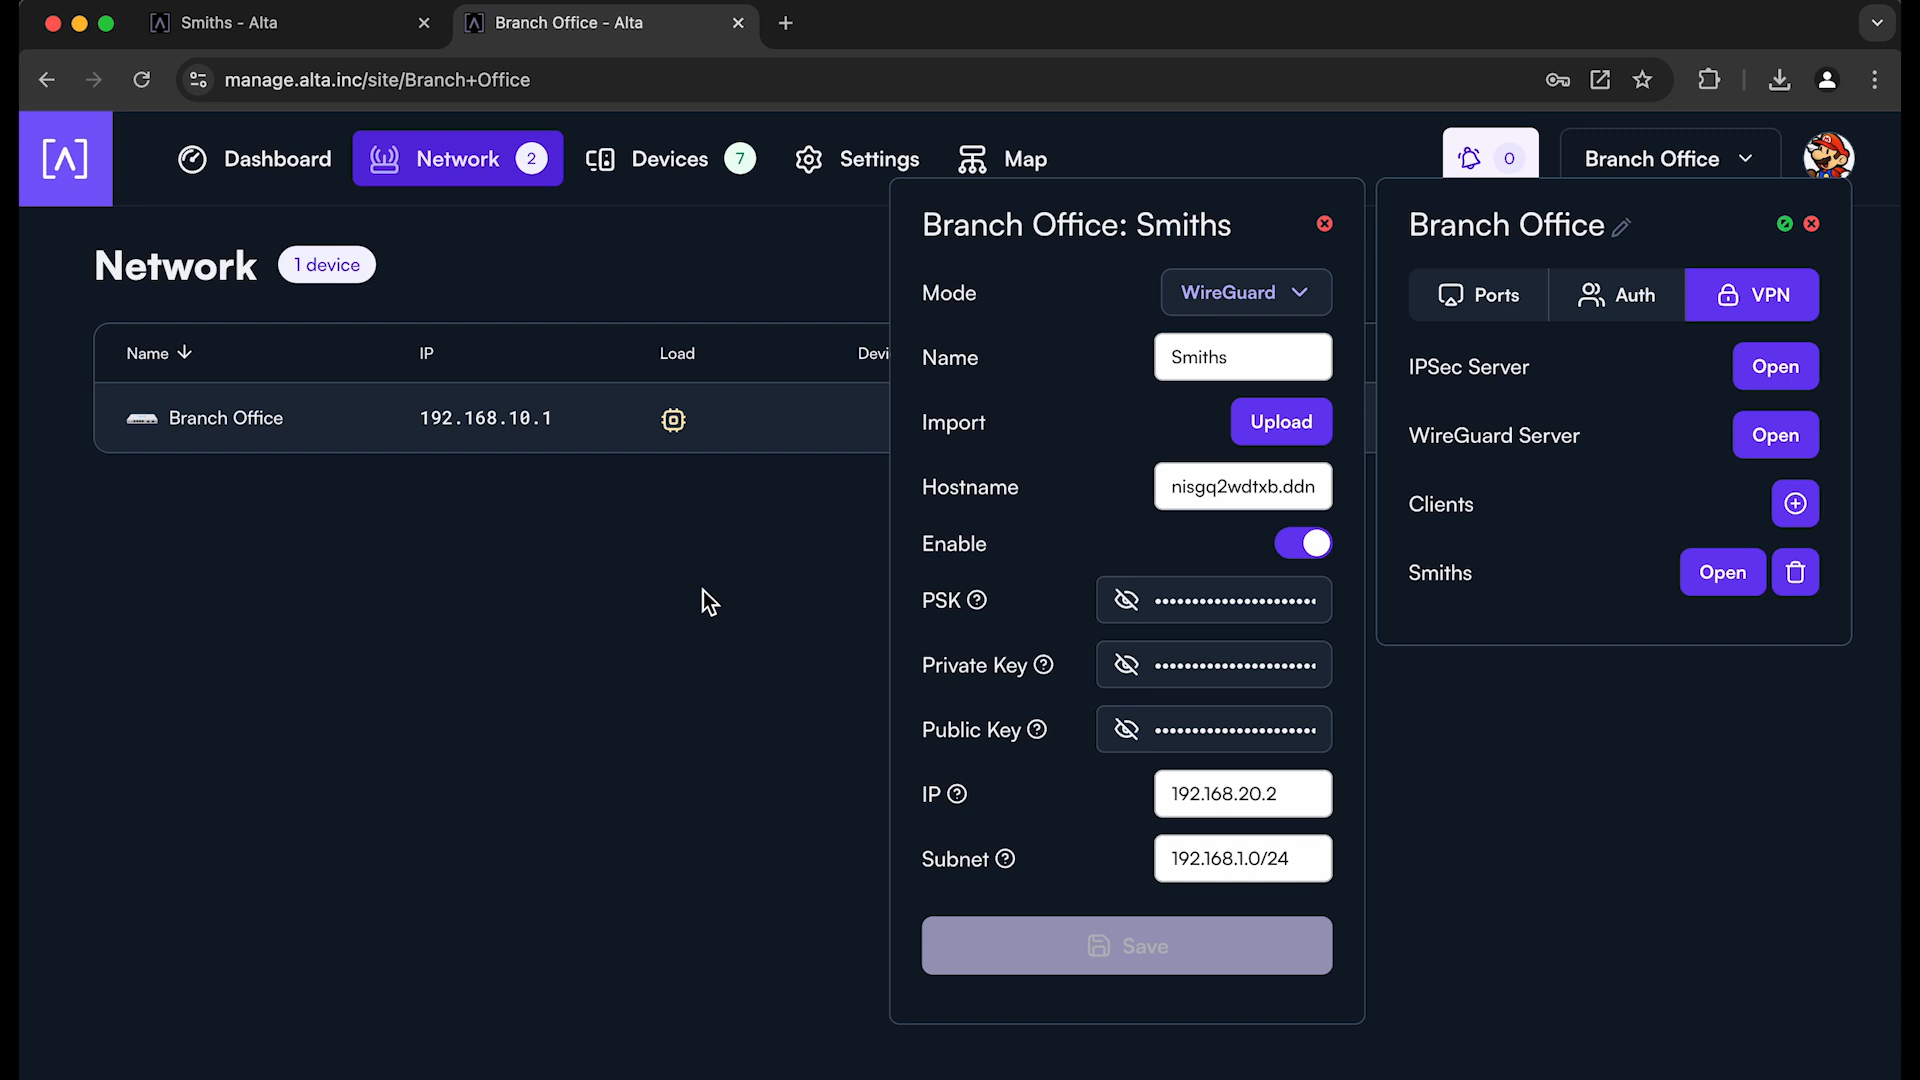 Smiths - Alta
Branch Office - Alta
manage.alta.inc/site/Branch+Office
Dashboard
Network 2
Devices 7
Settings
Map
0
Branch Office
Network 1 device
Name IP Load Devi
Branch Office 192.168.10.1
Branch Office: Smiths
Mode WireGuard
Name Smiths
Import Upload
Hostname nisgq2wdtxb.ddn
Enable
PSK
Private Key
Public Key
IP 192.168.20.2
Subnet 192.168.1.0/24
Save
Branch Office
Ports Auth VPN
IPSec Server Open
WireGuard Server Open
Clients
Smiths Open